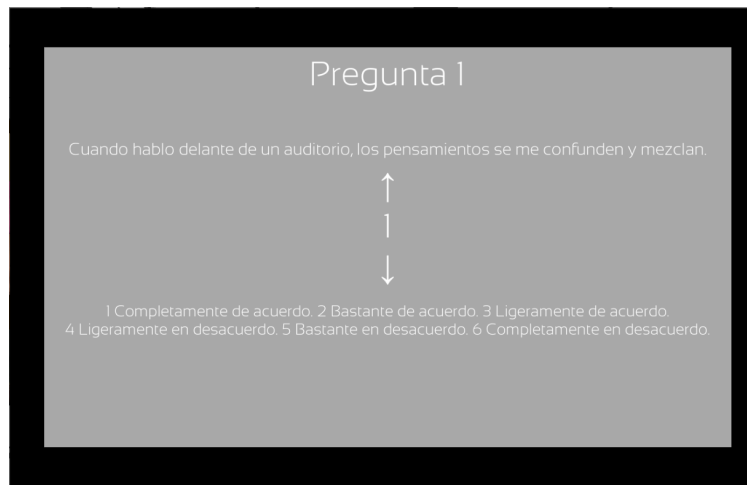 Pregunta 1
Cuando hablo delante de un auditorio, los pensamientos se me confunden y mezclan.
↑
1
↓
1 Completamente de acuerdo. 2 Bastante de acuerdo. 3 Ligeramente de acuerdo.
4 Ligeramente en desacuerdo. 5 Bastante en desacuerdo. 6 Completamente en desacuerdo.